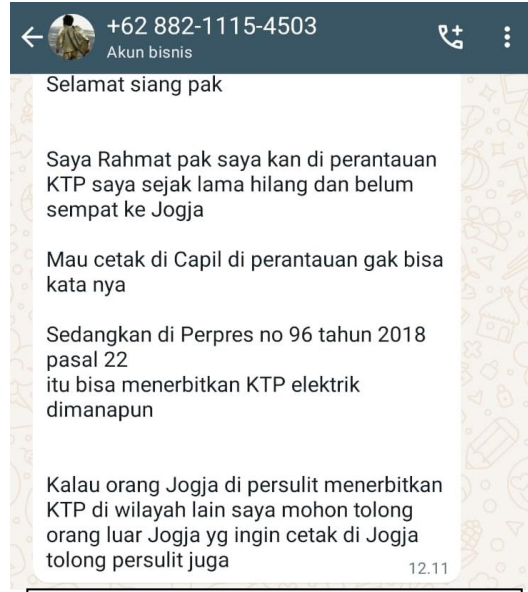 +62 882-1115-4503
Akun bisnis
Selamat siang pak
Saya Rahmat pak saya kan di perantauan
KTP saya sejak lama hilang dan belum
sempat ke Jogja
Mau cetak di Capil di perantauan gak bisa
kata nya
Sedangkan di Perpres no 96 tahun 2018
pasal 22
itu bisa menerbitkan KTP elektrik
dimanapun
Kalau orang Jogja di persulit menerbitkan
KTP di wilayah lain saya mohon tolong
orang luar Jogja yg ingin cetak di Jogja
tolong persulit juga
12.11